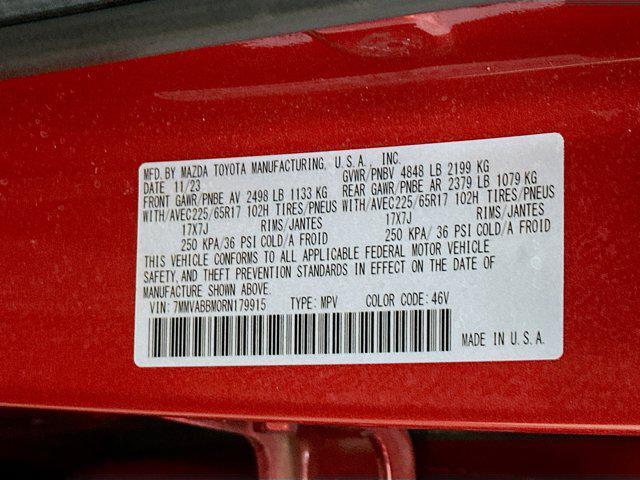 MFD. BY MAZDA TOYOTA MANUFACTURING, U.S.A., INC.
DATE 11/23 GVWR/PNBV 4848 LB 2199 KG
FRONT GAWR/PNBE AV 2498 LB 1133 KG REAR GAWR/PNBE AR 2379 LB 1079 KG
WITH/AVEC225/65R17 102H TIRES/PNEUS WITH/AVEC225/65R17 102H TIRES/PNEUS
17X7J RIMS/JANTES 17X7J RIMS/JANTES
250 KPA/36 PSI COLD/A FROID 250 KPA/ 36 PSI COLD/A FROID
THIS VEHICLE CONFORMS TO ALL APPLICABLE FEDERAL MOTOR VEHICLE
SAFETY, AND THEFT PREVENTION STANDARDS IN EFFECT ON THE DATE OF
MANUFACTURE SHOWN ABOVE.
VIN: 7MMVABBM0RN179915 TYPE: MPV COLOR CODE: 46V
MADE IN U.S.A.